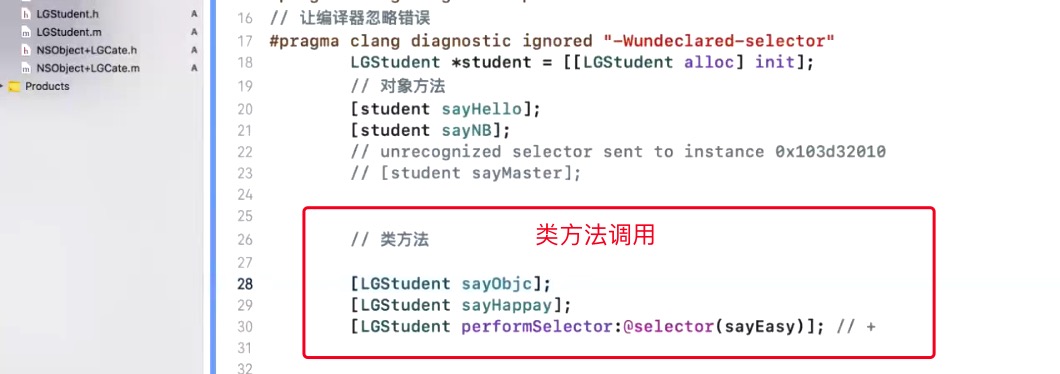 LGStudent.h A
LGStudent.m A
NSObject+LGCate.h A
NSObject+LGCate.m A
Products
16 // 让编译器忽略错误
17 #pragma clang diagnostic ignored "-Wundeclared-selector"
18 LGStudent *student = [[LGStudent alloc] init];
19 // 对象方法
20 [student sayHello];
21 [student sayNB];
22 // unrecognized selector sent to instance 0x103d32010
23 // [student sayMaster];
24
25
26 // 类方法 类方法调用
27
28 [LGStudent sayObjc];
29 [LGStudent sayHappay];
30 [LGStudent performSelector:@selector(sayEasy)]; // +
31
32